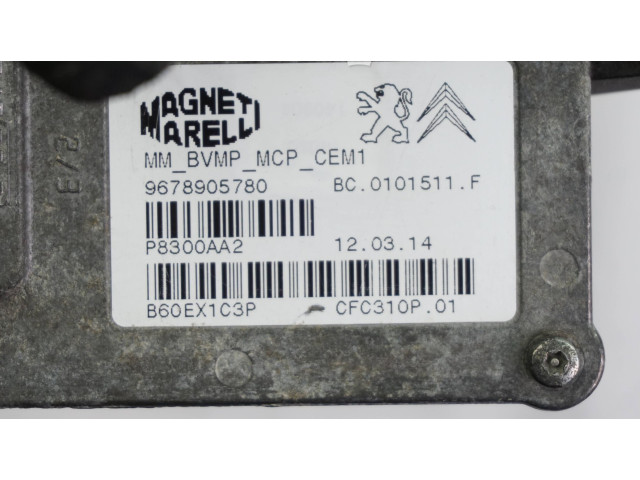 MAGNETI
MARELLI
MM_BVMP_MCP_CEM1
9678905780 BC.0101511.F
P8300AA2 12.03.14
B60EX1C3P CFC310P.01